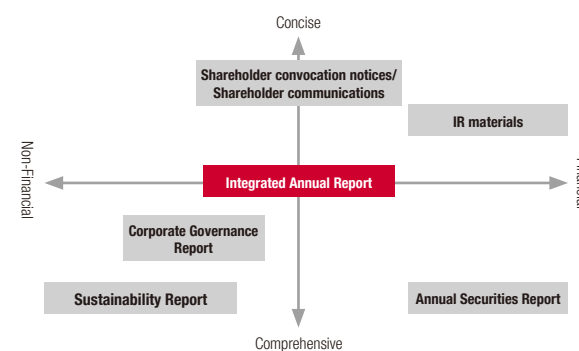 Concise
Shareholder convocation notices/
Shareholder communications
IR materials
Non-Financial
Integrated Annual Report
Corporate Governance
Report
Sustainability Report
Annual Securities Report
Comprehensive